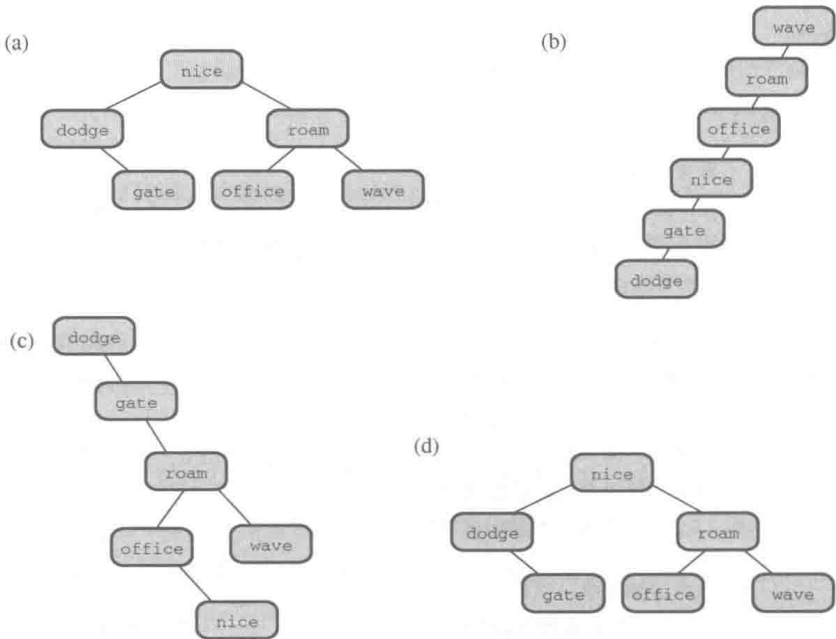 (a)
nice
dodge roam
gate office wave
(b)
wave
roam
office
nice
gate
dodge
(c)
dodge
gate
roam
office wave
nice
(d)
nice
dodge roam
gate office wave